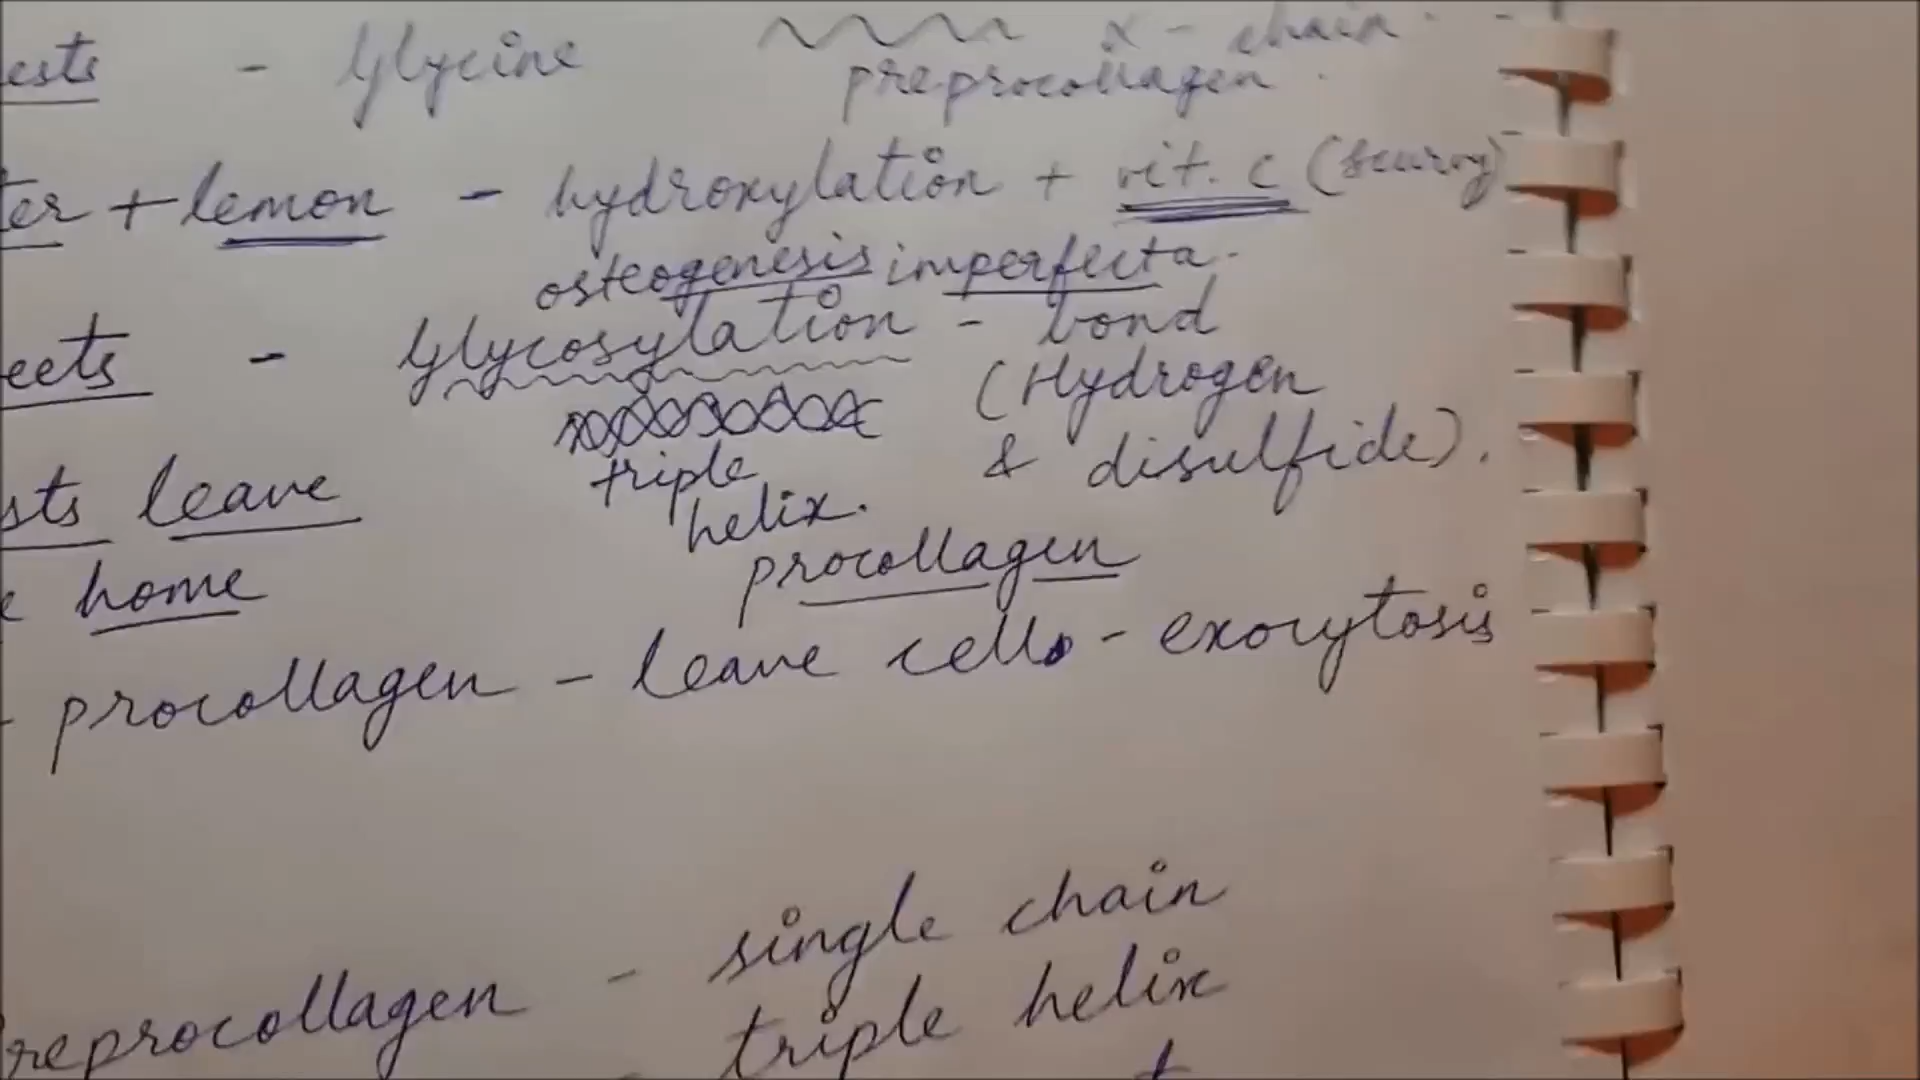 ests - Glycine α-chain
preprocollagen
ter + lemon - hydroxylation + vit. C (scurvy)
osteogenesis imperfecta.
eets - Glycosylation - bond
(Hydrogen
& disulfide).
triple
helix.
sts leave
procollagen
e home
- procollagen - leave cells - exocytosis
reprocollagen - single chain
triple helix